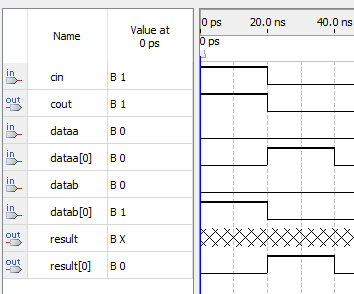 Name Value at 0 ps 0 ps 20.0 ns 40.0 ns
0 ps
in cin B 1
out cout B 1
in dataa B 0
in dataa[0] B 0
in datab B 0
in datab[0] B 1
out result B X
out result[0] B 0